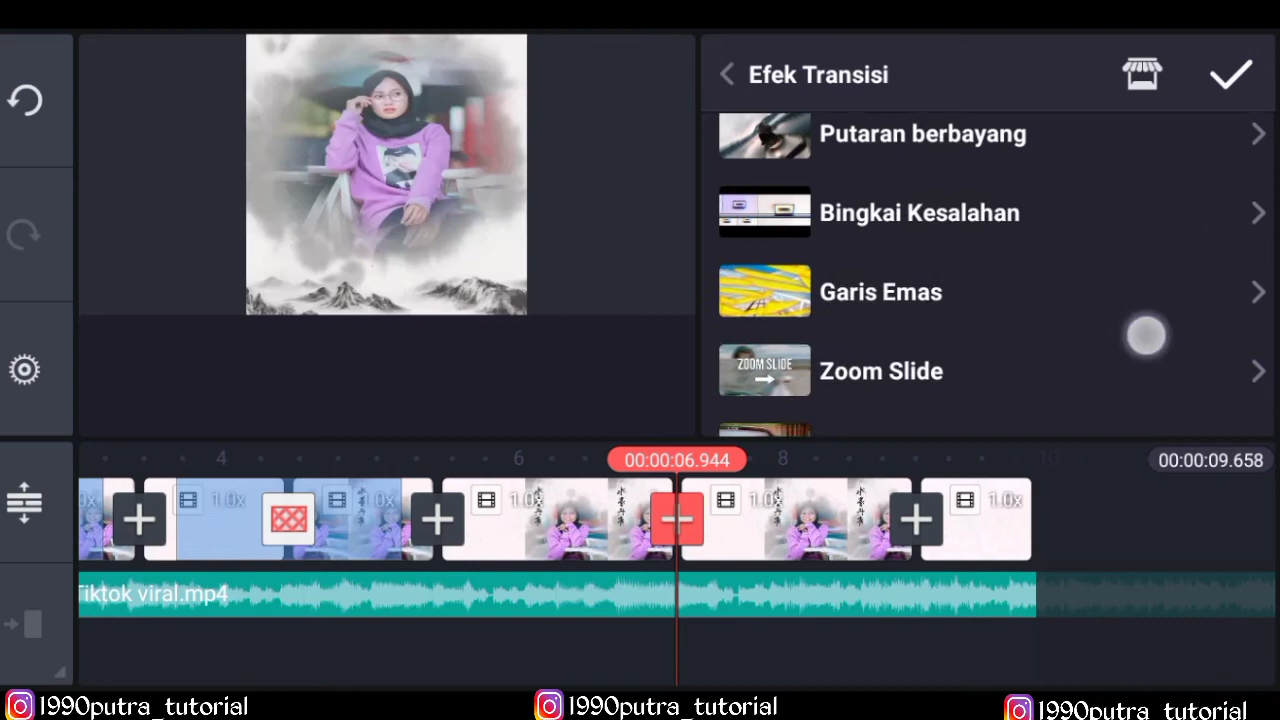 Efek Transisi
Putaran berbayang
Bingkai Kesalahan
Garis Emas
ZOOM SLIDE
Zoom Slide
4
6
00:00:06.944
8
10
00:00:09.658
1.0x
1.0x
1.0x
1.0x
1.0x
Tiktok viral.mp4
1990putra_tutorial
1990putra_tutorial
1990putra_tutorial